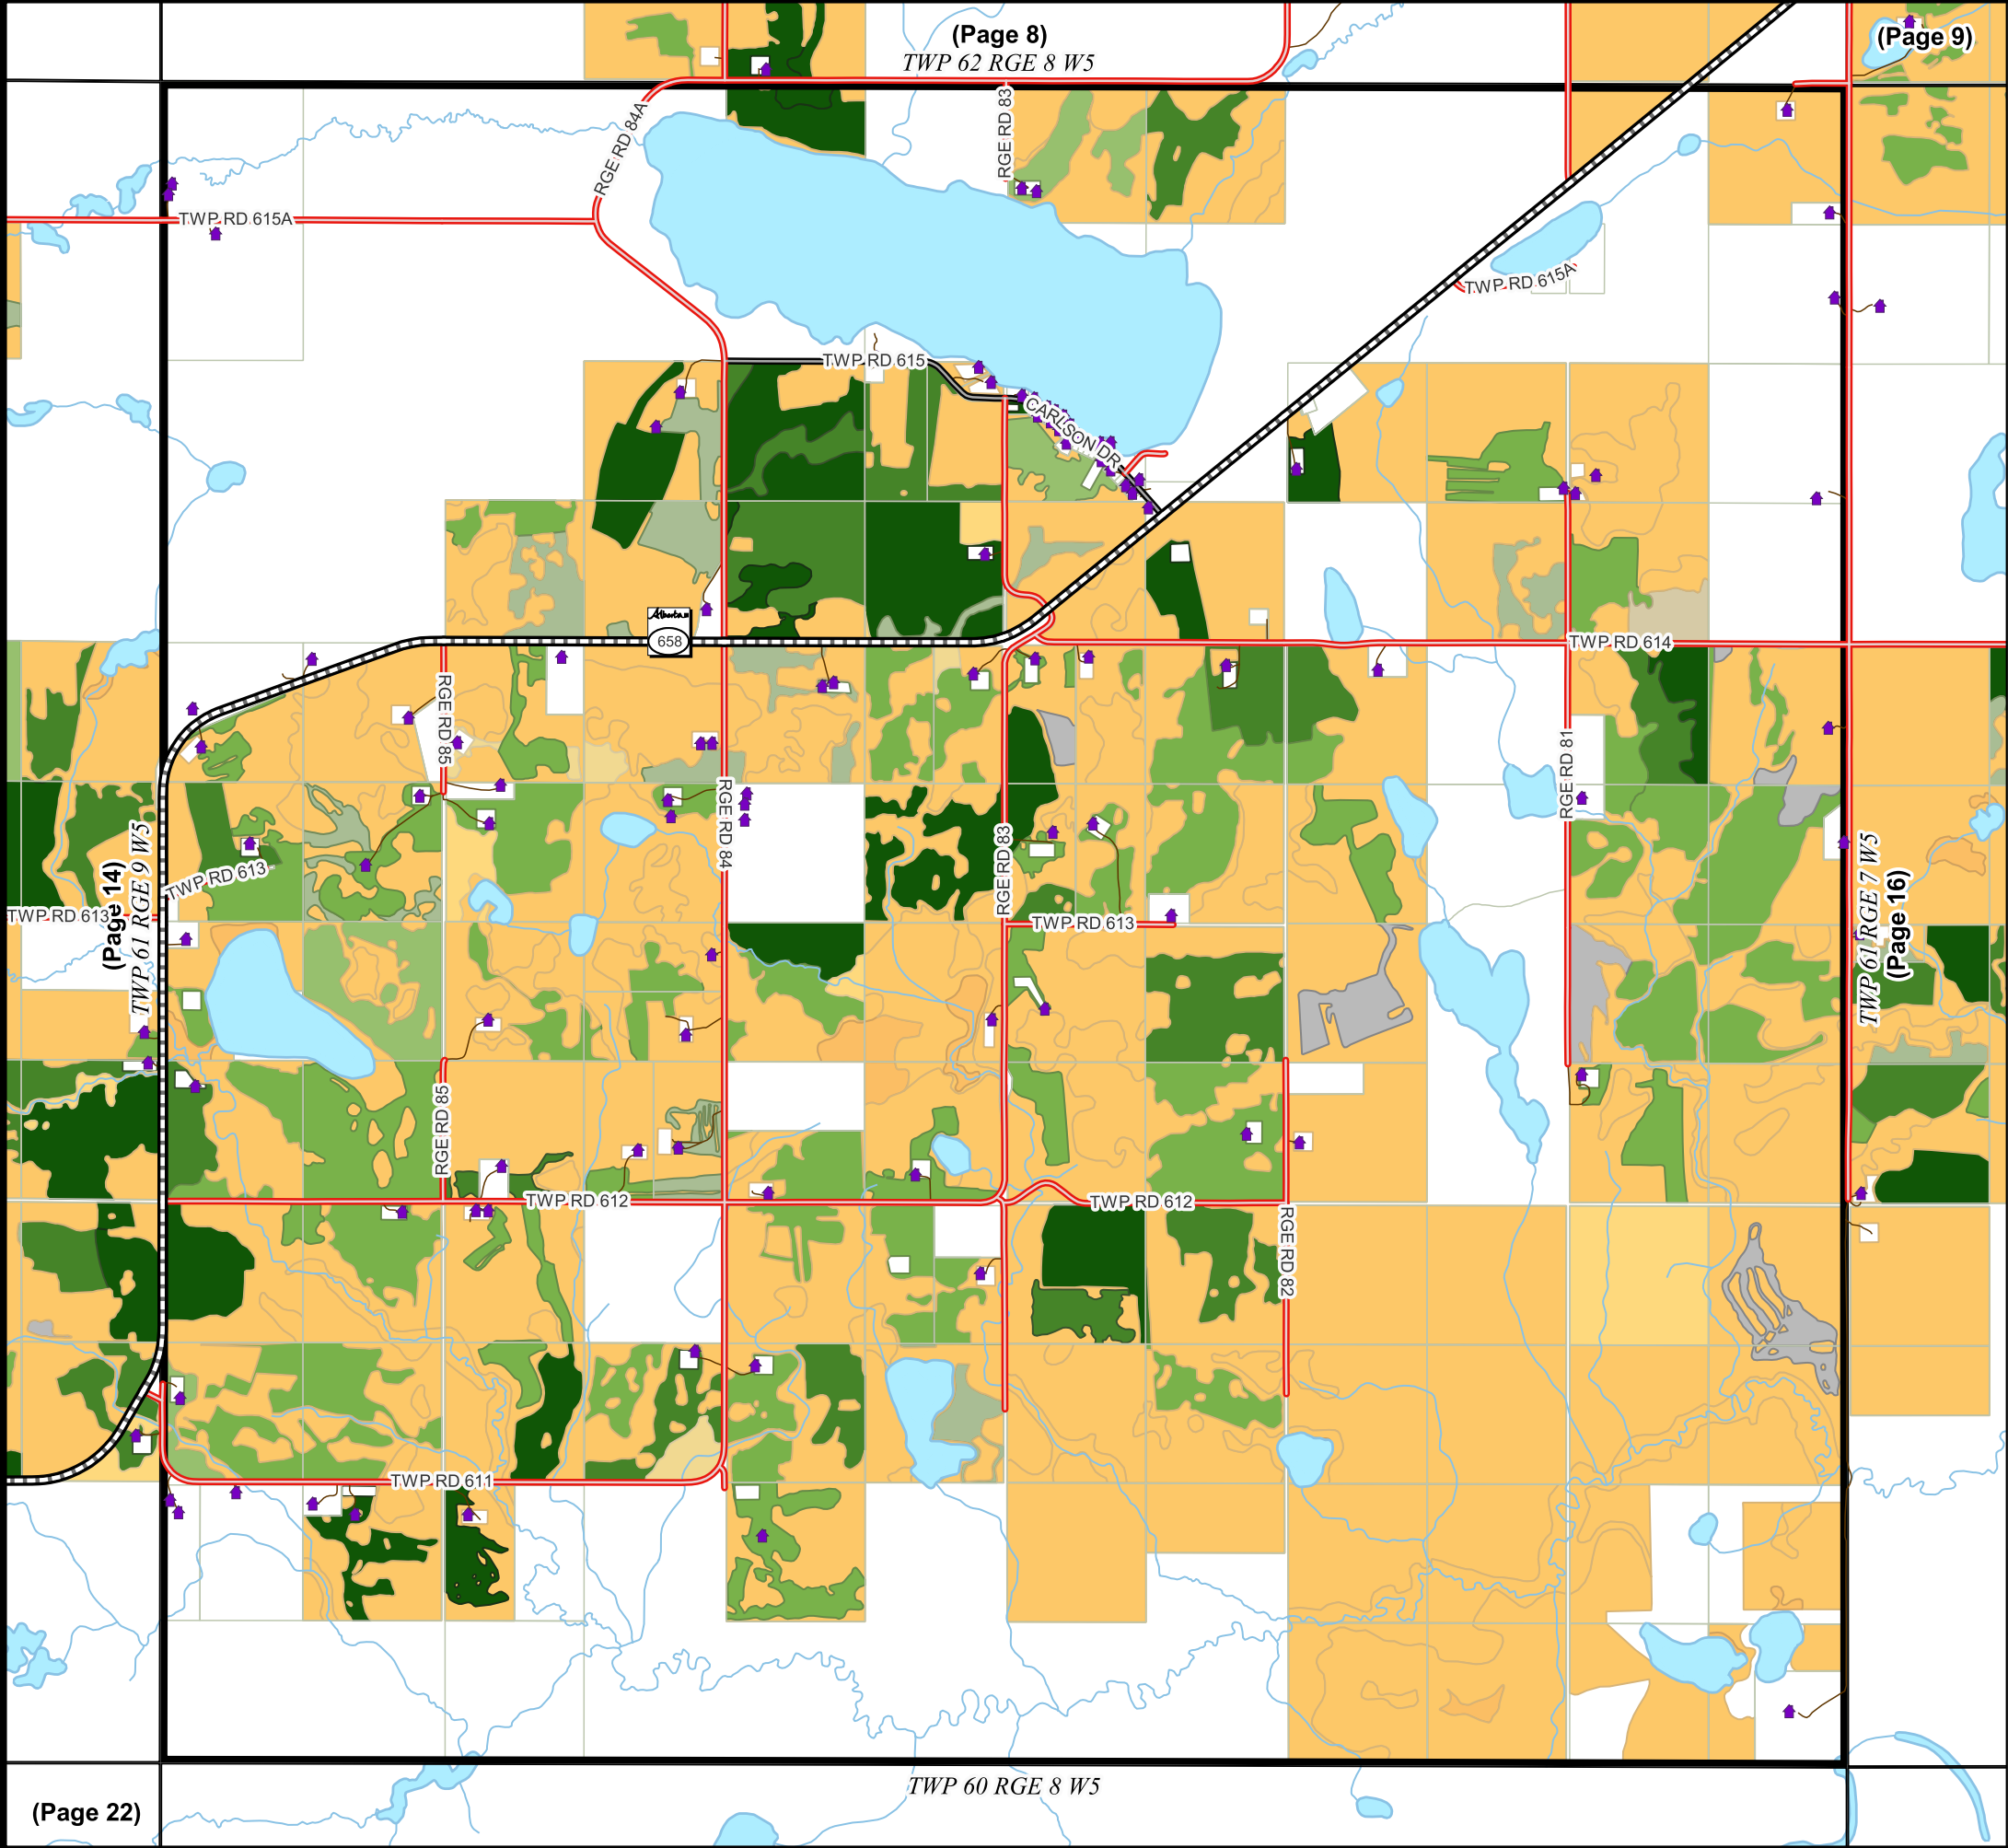 (Page 8)
TWP 62 RGE 8 W5
(Page 9)
RGE RD 83
RGE RD 84A
TWP RD 615A
TWP RD 615A
TWP RD 615
CARLSON DR
Alberta
658
TWP RD 614
RGE RD 85
RGE RD 81
RGE RD 84
RGE RD 83
TWP RD 613
TWP RD 613
TWP RD 613
(Page 14)
TWP 61 RGE 9 W5
TWP 61 RGE 7 W5
(Page 16)
RGE RD 85
TWP RD 612
TWP RD 612
RGE RD 82
TWP RD 611
TWP 60 RGE 8 W5
(Page 22)